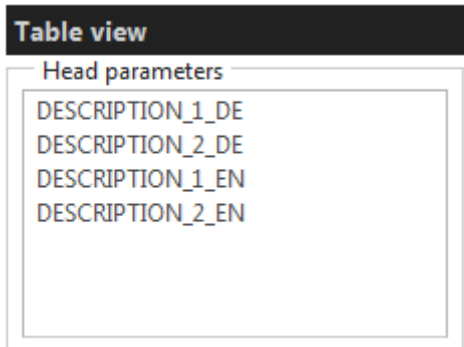 Table view
Head parameters
DESCRIPTION_1_DE
DESCRIPTION_2_DE
DESCRIPTION_1_EN
DESCRIPTION_2_EN